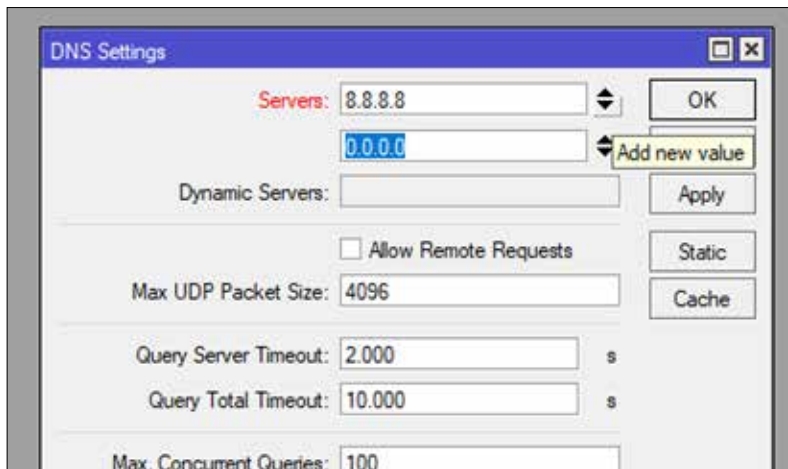 DNS Settings
Servers: 8.8.8.8 OK
0.0.0.0 Add new value
Dynamic Servers: Apply
Allow Remote Requests Static
Max UDP Packet Size: 4096 Cache
Query Server Timeout: 2.000 s
Query Total Timeout: 10.000 s
Max. Concurrent Queries: 100